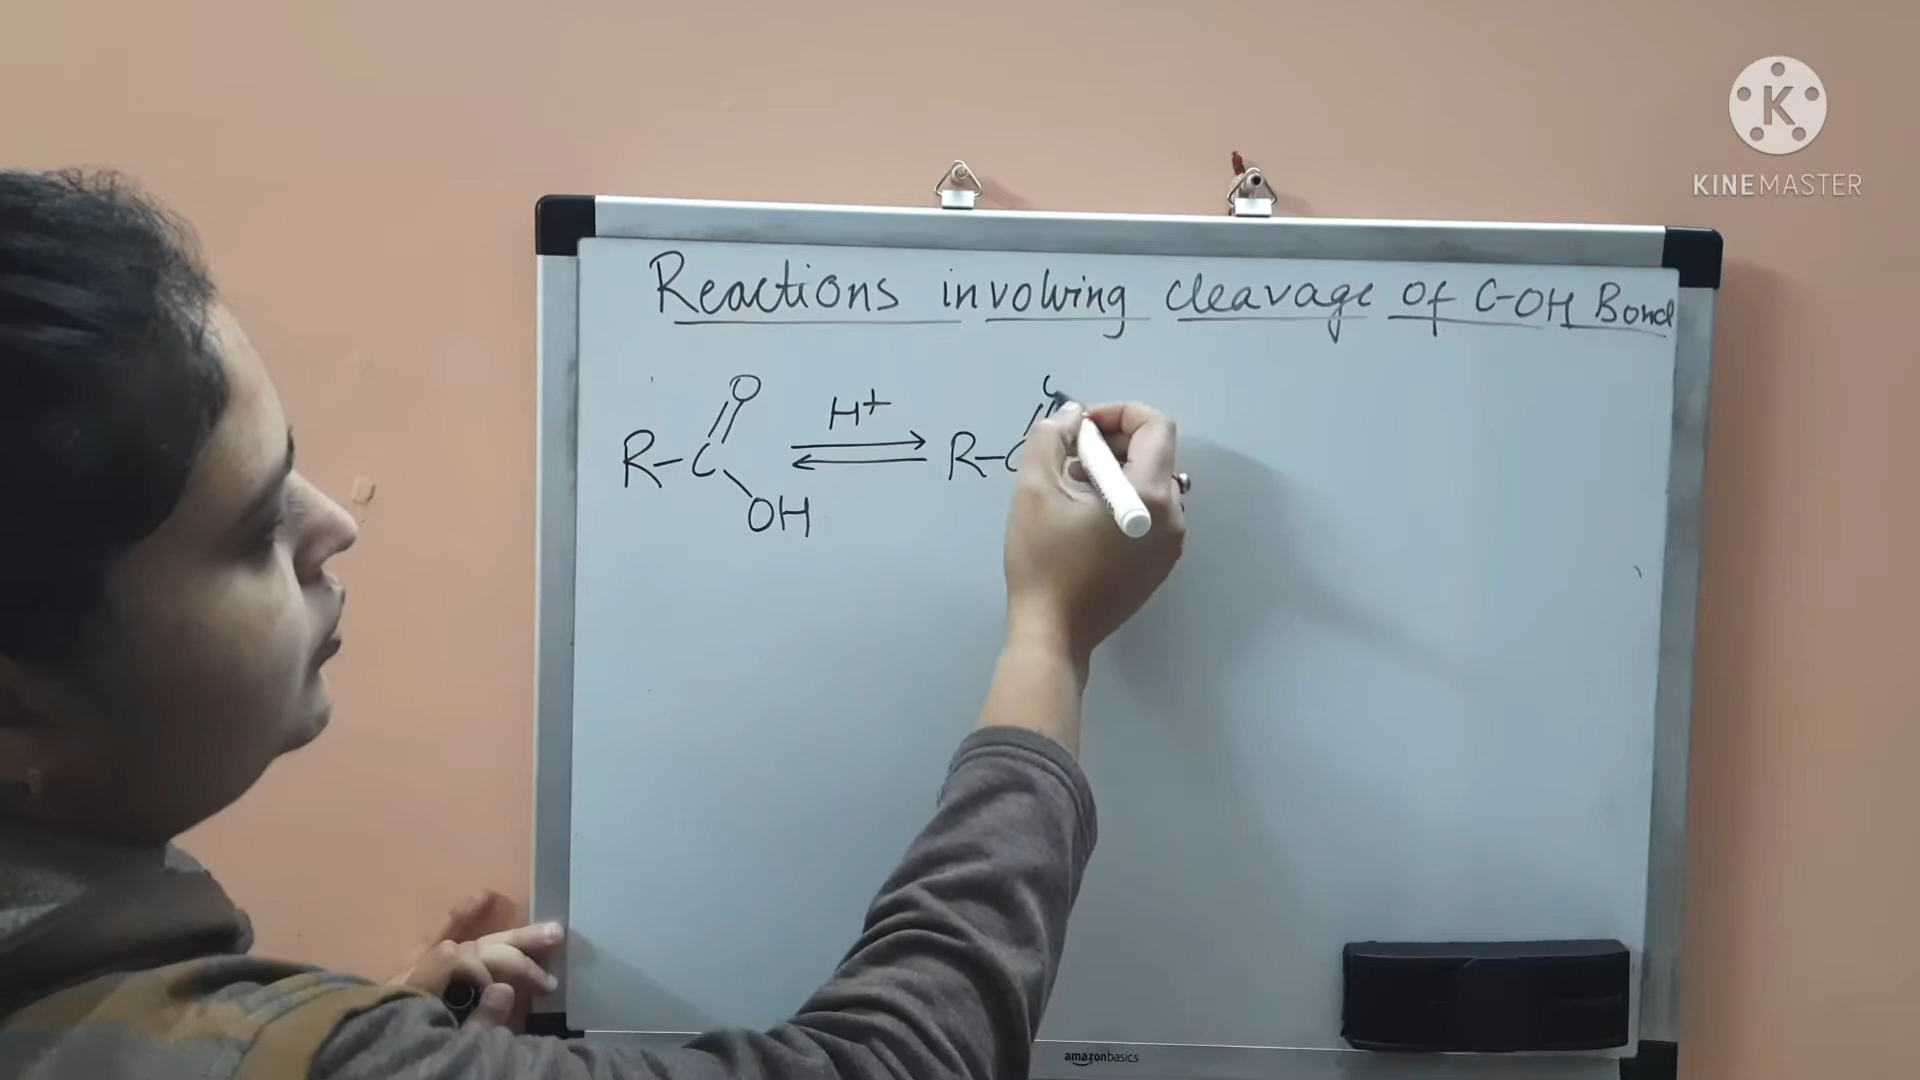 K
KINEMASTER
Reactions involving cleavage of C-OH Bond
O
R-C
OH
H+
R-C
amazonbasics